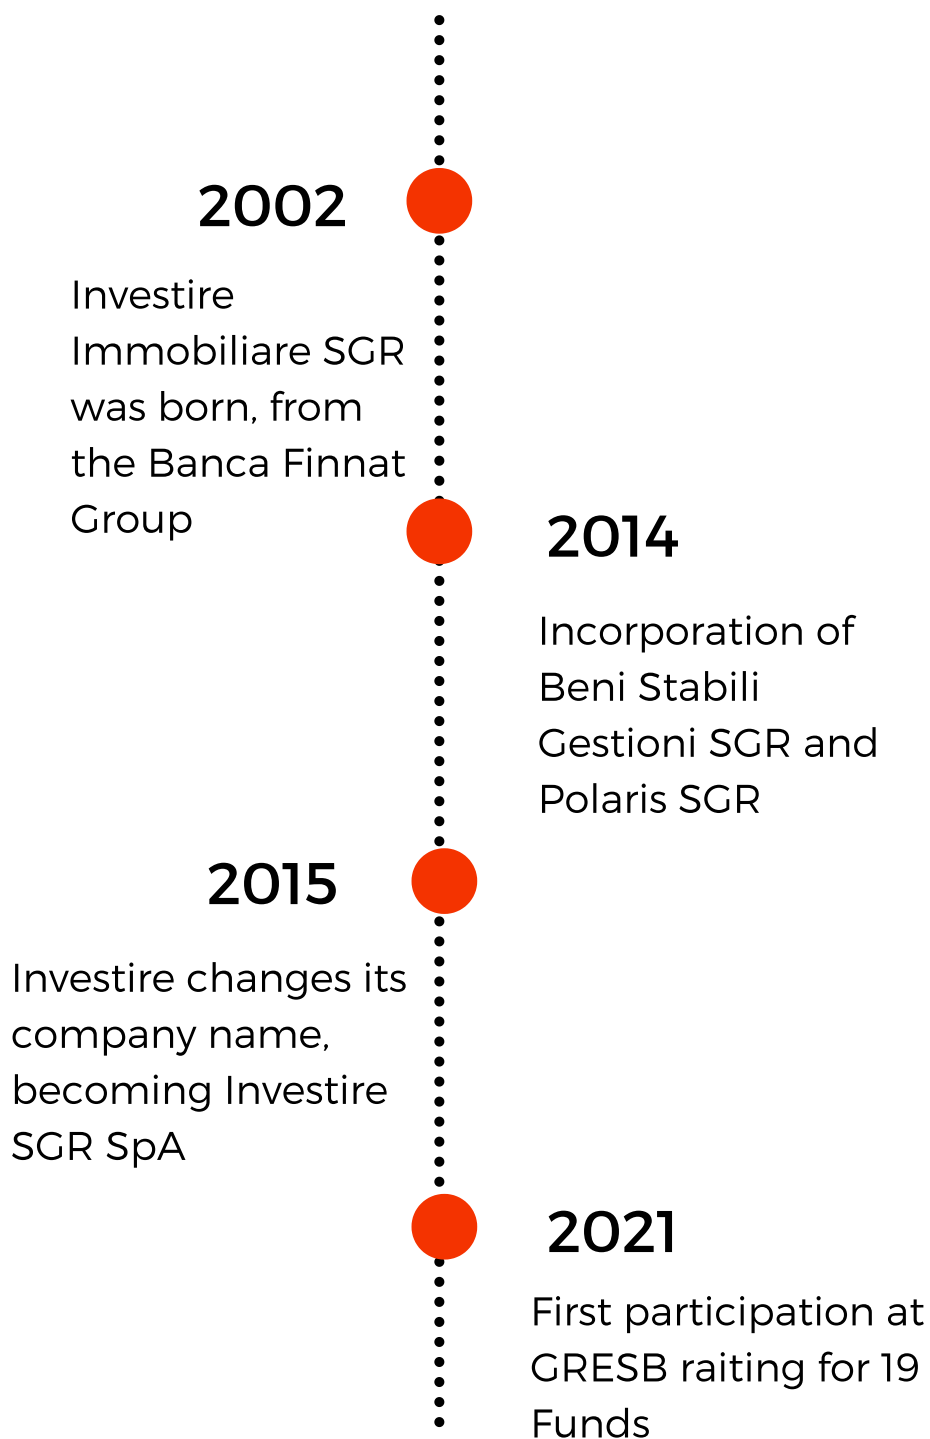 2002
Investire
Immobiliare SGR
was born, from
the Banca Finnat
Group
2014
Incorporation of
Beni Stabili
Gestioni SGR and
Polaris SGR
2015
Investire changes its
company name,
becoming Investire
SGR SpA
2021
First participation at
GRESB raiting for 19
Funds